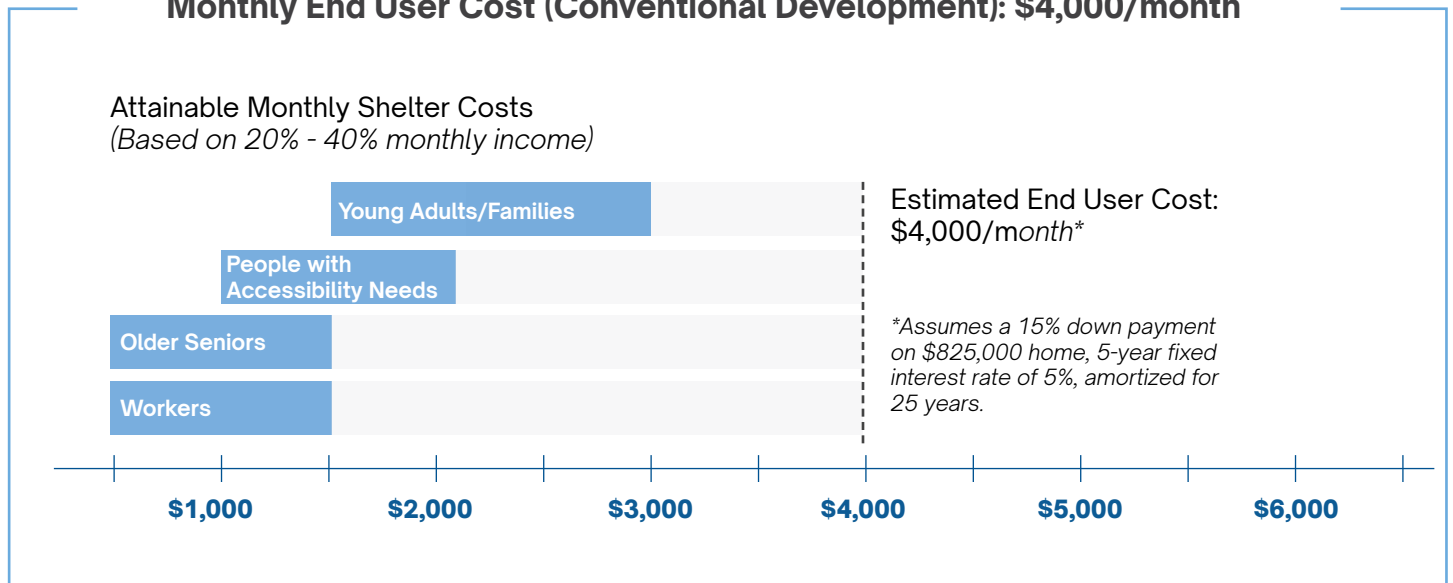 Monthly End User Cost (Conventional Development): $4,000/month
Attainable Monthly Shelter Costs
(Based on 20% - 40% monthly income)
Young Adults/Families
Estimated End User Cost:
$4,000/month*
People with
Accessibility Needs
Older Seniors
*Assumes a 15% down payment
on $825,000 home, 5-year fixed
interest rate of 5%, amortized for
25 years.
Workers
$1,000 $2,000 $3,000 $4,000 $5,000 $6,000